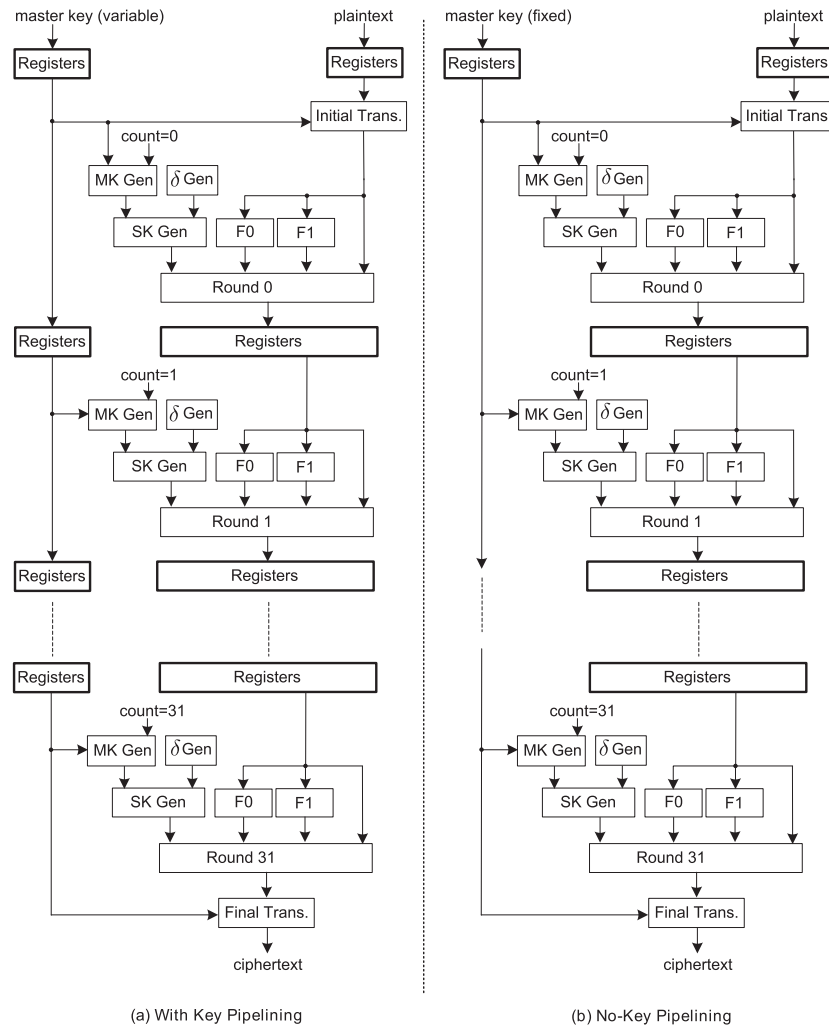 master key (variable)
plaintext
Registers
Registers
Initial Trans.
count=0
MK Gen
δ Gen
SK Gen
F0
F1
Round 0
Registers
Registers
count=1
MK Gen
δ Gen
SK Gen
F0
F1
Round 1
Registers
Registers
Registers
Registers
count=31
MK Gen
δ Gen
SK Gen
F0
F1
Round 31
Final Trans.
ciphertext
(a) With Key Pipelining
master key (fixed)
plaintext
Registers
Registers
Initial Trans.
count=0
MK Gen
δ Gen
SK Gen
F0
F1
Round 0
Registers
count=1
MK Gen
δ Gen
SK Gen
F0
F1
Round 1
Registers
Registers
count=31
MK Gen
δ Gen
SK Gen
F0
F1
Round 31
Final Trans.
ciphertext
(b) No-Key Pipelining